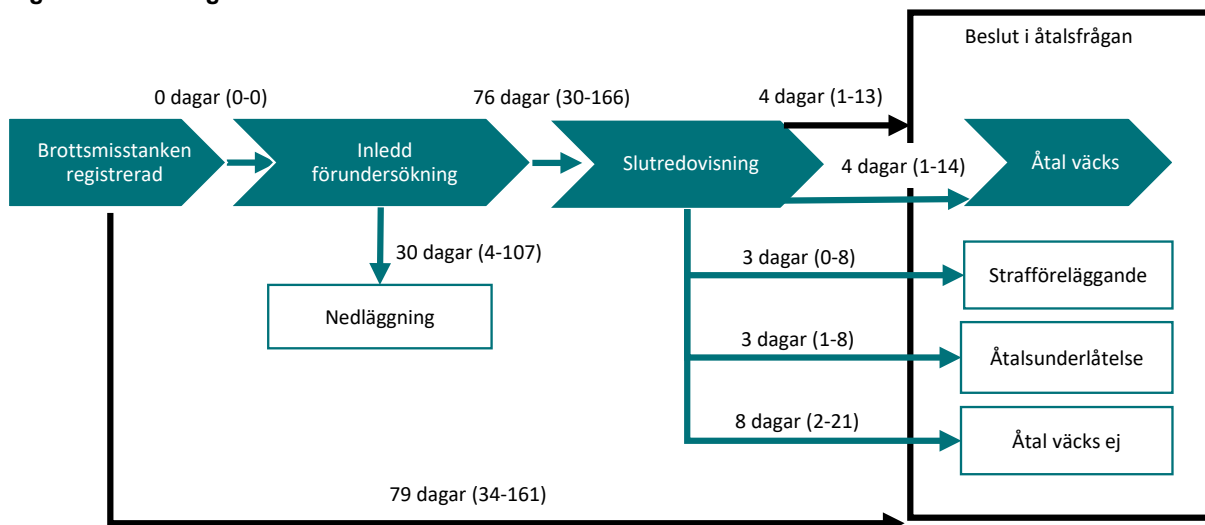 Beslut i åtalsfrågan
0 dagar (0-0)
76 dagar (30-166)
4 dagar (1-13)
Brottsmisstanken
registrerad
Inledd
förundersökning
Slutredovisning
4 dagar (1-14)
Åtal väcks
30 dagar (4-107)
3 dagar (0-8)
Strafföreläggande
Nedläggning
3 dagar (1-8)
Åtalsunderlåtelse
8 dagar (2-21)
Åtal väcks ej
79 dagar (34-161)